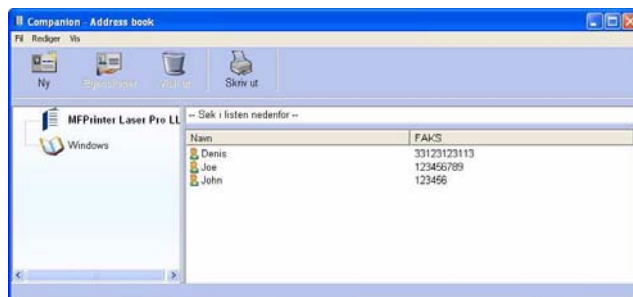 Companion - Address book
Fil Rediger Vis
Ny Egenskaper Skriv ut
MFPrinter Laser Pro LL
Windows
-- Søk i listen nedenfor --
Navn FAKS
Denis 33123123113
Joe 123456789
John 123456